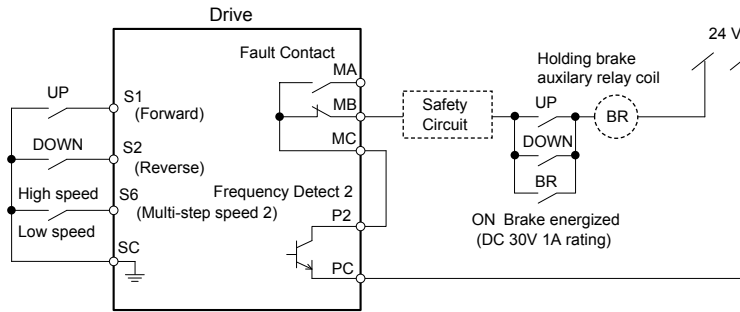 Drive
24 V
Fault Contact
MA
Holding brake
auxilary relay coil
UP
S1
(Forward)
MB
Safety
Circuit
UP
BR
MC
DOWN
S2
(Reverse)
DOWN
High speed
S6
(Multi-step speed 2)
Frequency Detect 2
BR
Low speed
P2
ON Brake energized
(DC 30V 1A rating)
SC
PC